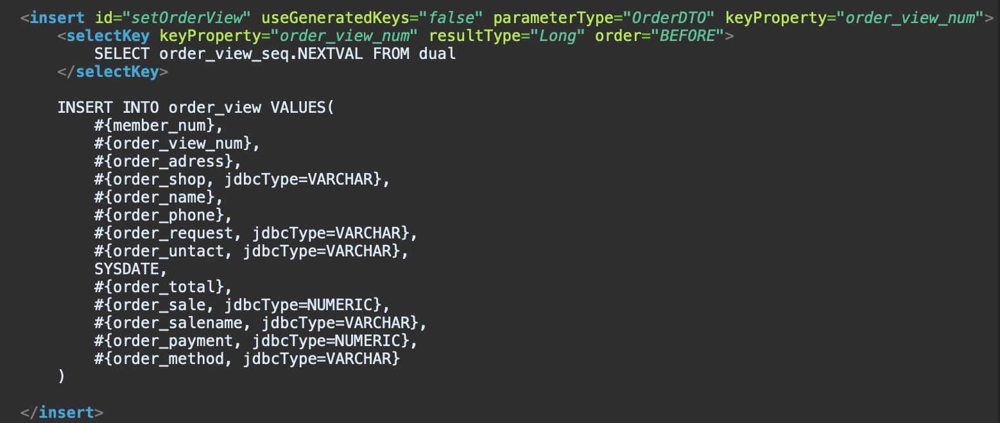 <insert id="setOrderView" useGeneratedKeys="false" parameterType="OrderDTO" keyProperty="order_view_num">
<selectKey keyProperty="order_view_num" resultType="Long" order="BEFORE">
SELECT order_view_seq.NEXTVAL FROM dual
</selectKey>
INSERT INTO order_view VALUES(
#{member_num},
#{order_view_num},
#{order_adress},
#{order_shop, jdbcType=VARCHAR},
#{order_name},
#{order_phone},
#{order_request, jdbcType=VARCHAR},
#{order_untact, jdbcType=VARCHAR},
SYSDATE,
#{order_total},
#{order_sale, jdbcType=NUMERIC},
#{order_salename, jdbcType=VARCHAR},
#{order_payment, jdbcType=NUMERIC},
#{order_method, jdbcType=VARCHAR}
)
</insert>